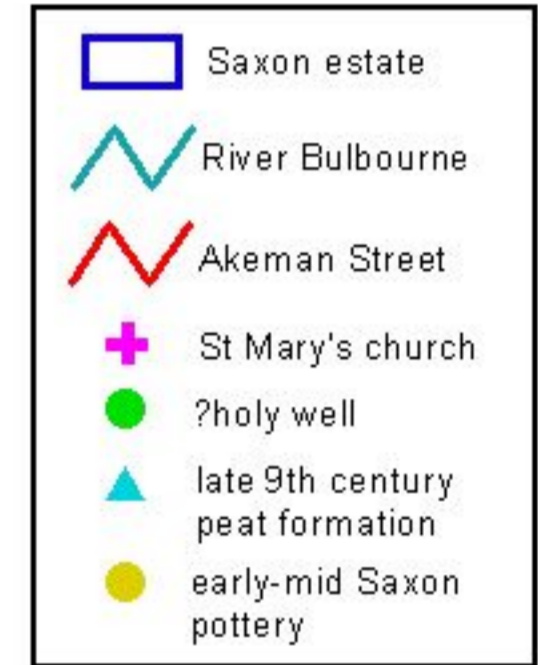 Saxon estate
River Bulbourne
Akeman Street
St Mary's church
?holy well
late 9th century
peat formation
early-mid Saxon
pottery